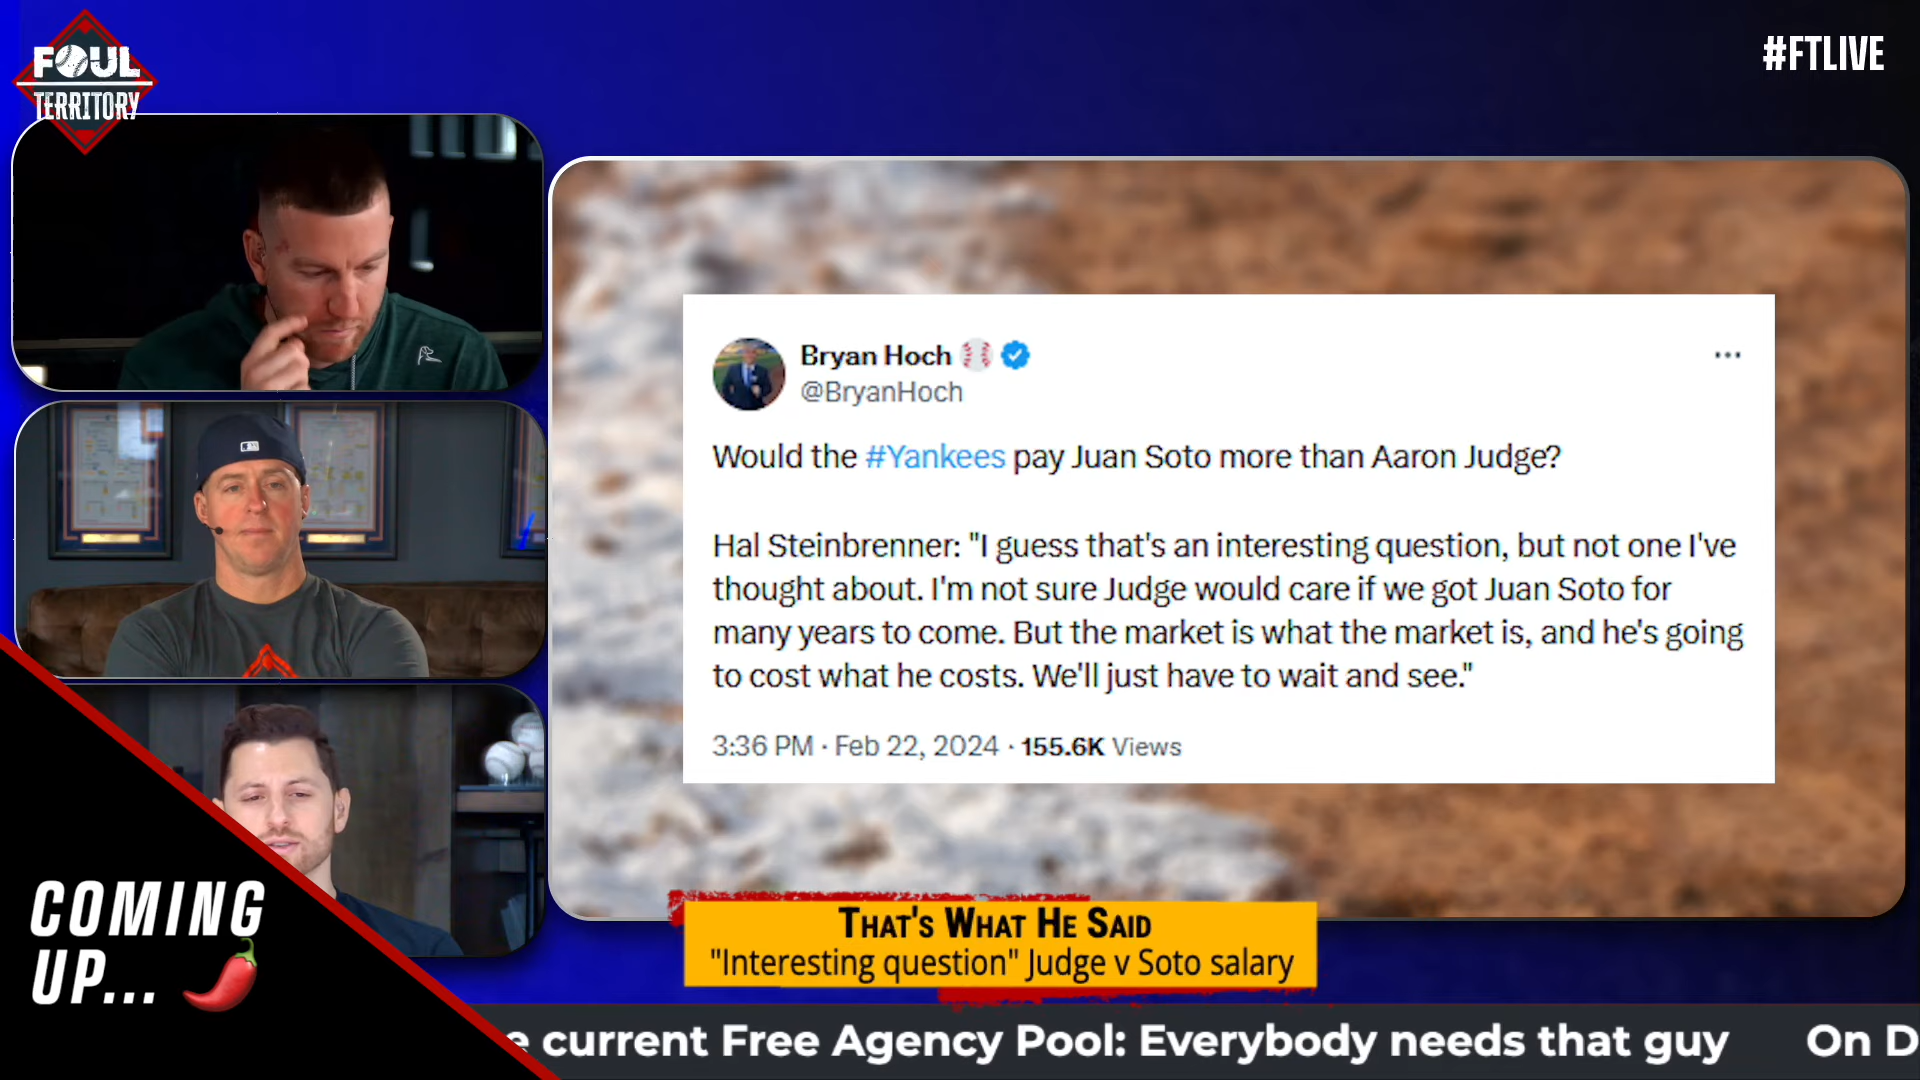 FOUL
TERRITORY
#FTLIVE
Bryan Hoch
@BryanHoch
Would the #Yankees pay Juan Soto more than Aaron Judge?
Hal Steinbrenner: "I guess that's an interesting question, but not one I've
thought about. I'm not sure Judge would care if we got Juan Soto for
many years to come. But the market is what the market is, and he's going
to cost what he costs. We'll just have to wait and see."
3:36 PM · Feb 22, 2024 · 155.6K Views
THAT'S WHAT HE SAID
"Interesting question" Judge v Soto salary
COMING
UP...
e current Free Agency Pool: Everybody needs that guy On D